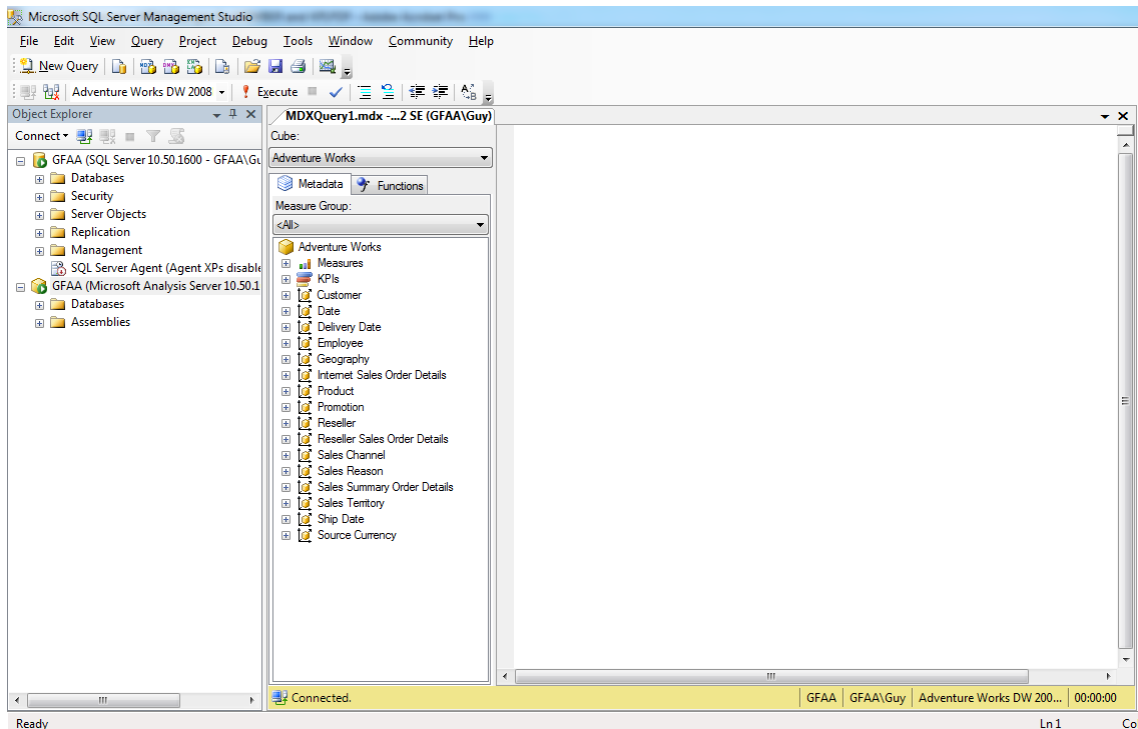 Microsoft SQL Server Management Studio
File Edit View Query Project Debug Tools Window Community Help
New Query
Adventure Works DW 2008 Execute
Object Explorer
Connect
GFAA (SQL Server 10.50.1600 - GFAA\Gu
Databases
Security
Server Objects
Replication
Management
SQL Server Agent (Agent XPs disable
GFAA (Microsoft Analysis Server 10.50.1
Databases
Assemblies
MDXQuery1.mdx -...2 SE (GFAA\Guy)
Cube:
Adventure Works
Metadata Functions
Measure Group:
<All>
Adventure Works
Measures
KPIs
Customer
Date
Delivery Date
Employee
Geography
Internet Sales Order Details
Product
Promotion
Reseller
Reseller Sales Order Details
Sales Channel
Sales Reason
Sales Summary Order Details
Sales Territory
Ship Date
Source Currency
Connected. GFAA GFAA\Guy Adventure Works DW 200... 00:00:00
Ready Ln 1 Co